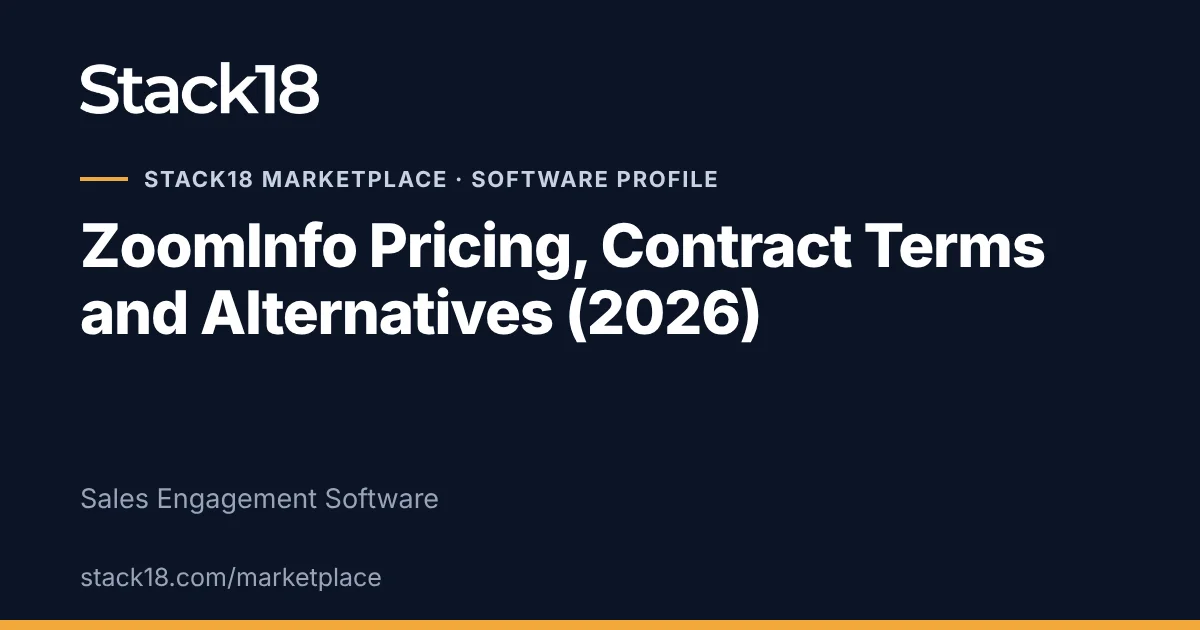 Stack18
STACK18 MARKETPLACE · SOFTWARE PROFILE
ZoomInfo Pricing, Contract Terms
and Alternatives (2026)
Sales Engagement Software
stack18.com/marketplace